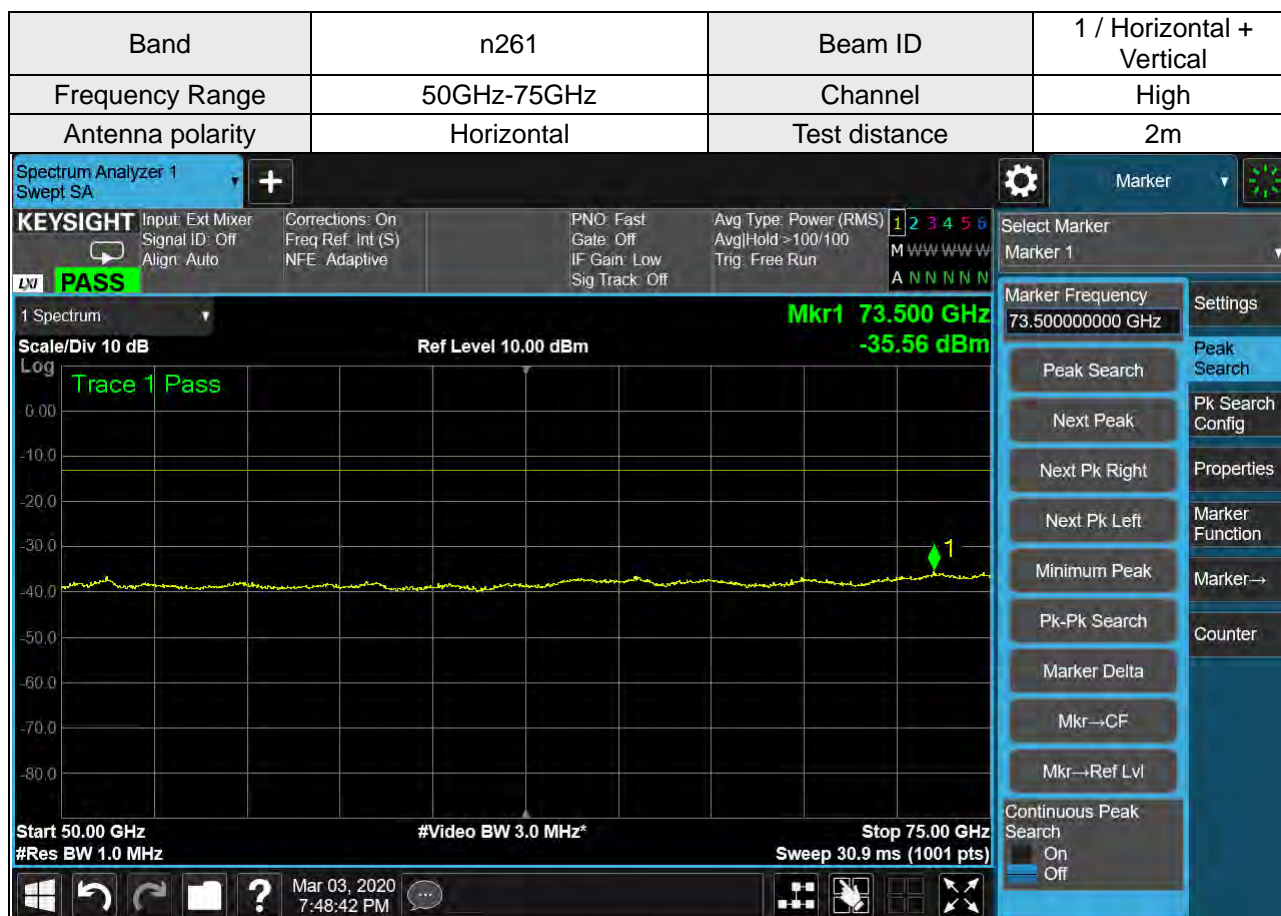 Band n261 Beam ID 1 / Horizontal + Vertical
Frequency Range 50GHz-75GHz Channel High
Antenna polarity Horizontal Test distance 2m
Spectrum Analyzer 1
Swept SA
+
Marker
KEYSIGHT
LXI PASS
Input: Ext Mixer
Signal ID: Off
Align: Auto
Corrections: On
Freq Ref: Int (S)
NFE: Adaptive
PNO: Fast
Gate: Off
IF Gain: Low
Sig Track: Off
Avg Type: Power (RMS)
Avg|Hold:>100/100
Trig: Free Run
1 2 3 4 5 6
M W W W W W
A N N N N N
1 Spectrum
Scale/Div 10 dB
Ref Level 10.00 dBm
Mkr1 73.500 GHz
-35.56 dBm
Log
Trace 1 Pass
0.00
-10.0
-20.0
-30.0
-40.0
-50.0
-60.0
-70.0
-80.0
1
Start 50.00 GHz
#Res BW 1.0 MHz
#Video BW 3.0 MHz*
Stop 75.00 GHz
Sweep 30.9 ms (1001 pts)
Select Marker
Marker 1
Marker Frequency
73.500000000 GHz
Peak Search
Next Peak
Next Pk Right
Next Pk Left
Minimum Peak
Pk-Pk Search
Marker Delta
Mkr→CF
Mkr→Ref Lvl
Continuous Peak
Search
On
Off
Settings
Peak
Search
Pk Search
Config
Properties
Marker
Function
Marker→
Counter
?
Mar 03, 2020
7:48:42 PM